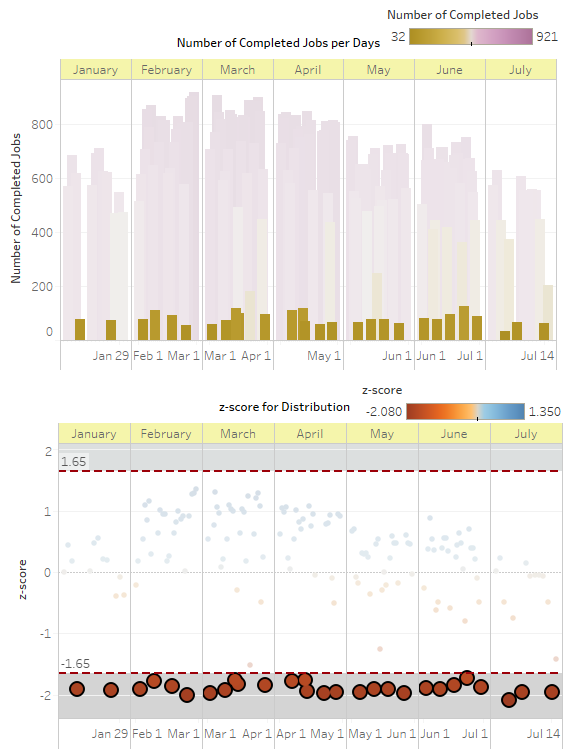 Number of Completed Jobs
Number of Completed Jobs per Days 32 921
January February March April May June July
Number of Completed Jobs
800
600
400
200
0
Jan 29 Feb 1 Mar 1 Mar 1 Apr 1 May 1 Jun 1 Jun 1 Jul 1 Jul 14
z-score
z-score for Distribution -2.080 1.350
January February March April May June July
z-score
2
1.65
1
0
-1
-1.65
-2
Jan 29 Feb 1 Mar 1 Mar 1 Apr 1 Apr 1 May 1 Jun 1 Jun 1 Jul 1 Jul 14